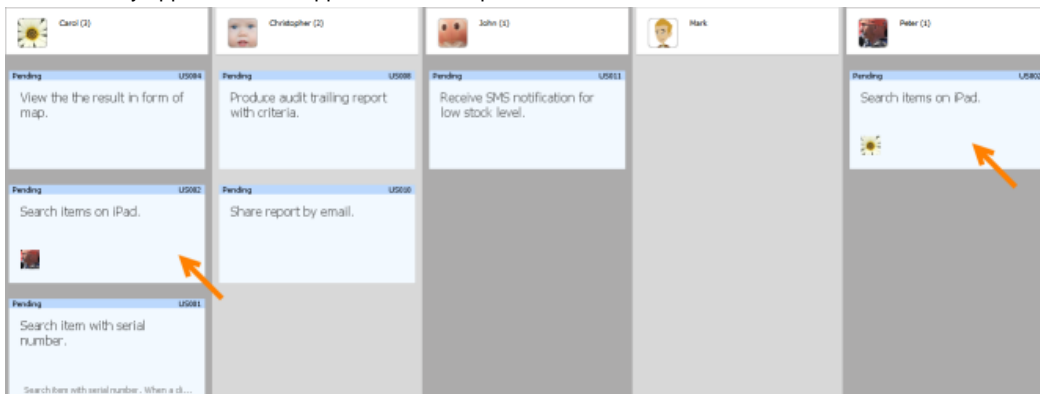 Carol (3)
Christopher (2)
John (1)
Mark
Peter (1)
Pending US004
View the the result in form of
map.
Pending US008
Produce audit trailing report
with criteria.
Pending US011
Receive SMS notification for
low stock level.
Pending US002
Search items on iPad.
Pending US002
Search items on iPad.
Pending US010
Share report by email.
Pending US001
Search item with serial
number.
Search item with serial number. When a di...